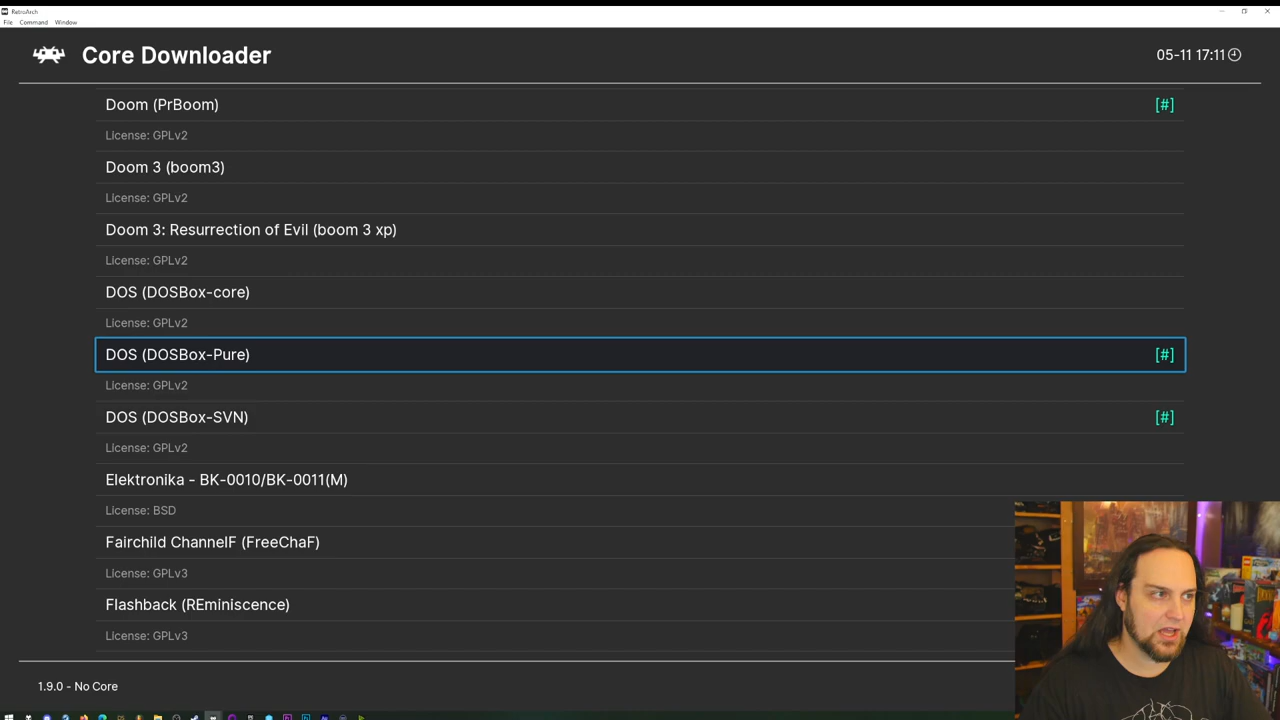 RetroArch
File Command Window
Core Downloader
05-11 17:11
Doom (PrBoom) [#]
License: GPLv2
Doom 3 (boom3)
License: GPLv2
Doom 3: Resurrection of Evil (boom 3 xp)
License: GPLv2
DOS (DOSBox-core)
License: GPLv2
DOS (DOSBox-Pure) [#]
License: GPLv2
DOS (DOSBox-SVN) [#]
License: GPLv2
Elektronika - BK-0010/BK-0011(M)
License: BSD
Fairchild ChannelF (FreeChaF)
License: GPLv3
Flashback (REminiscence)
License: GPLv3
1.9.0 - No Core